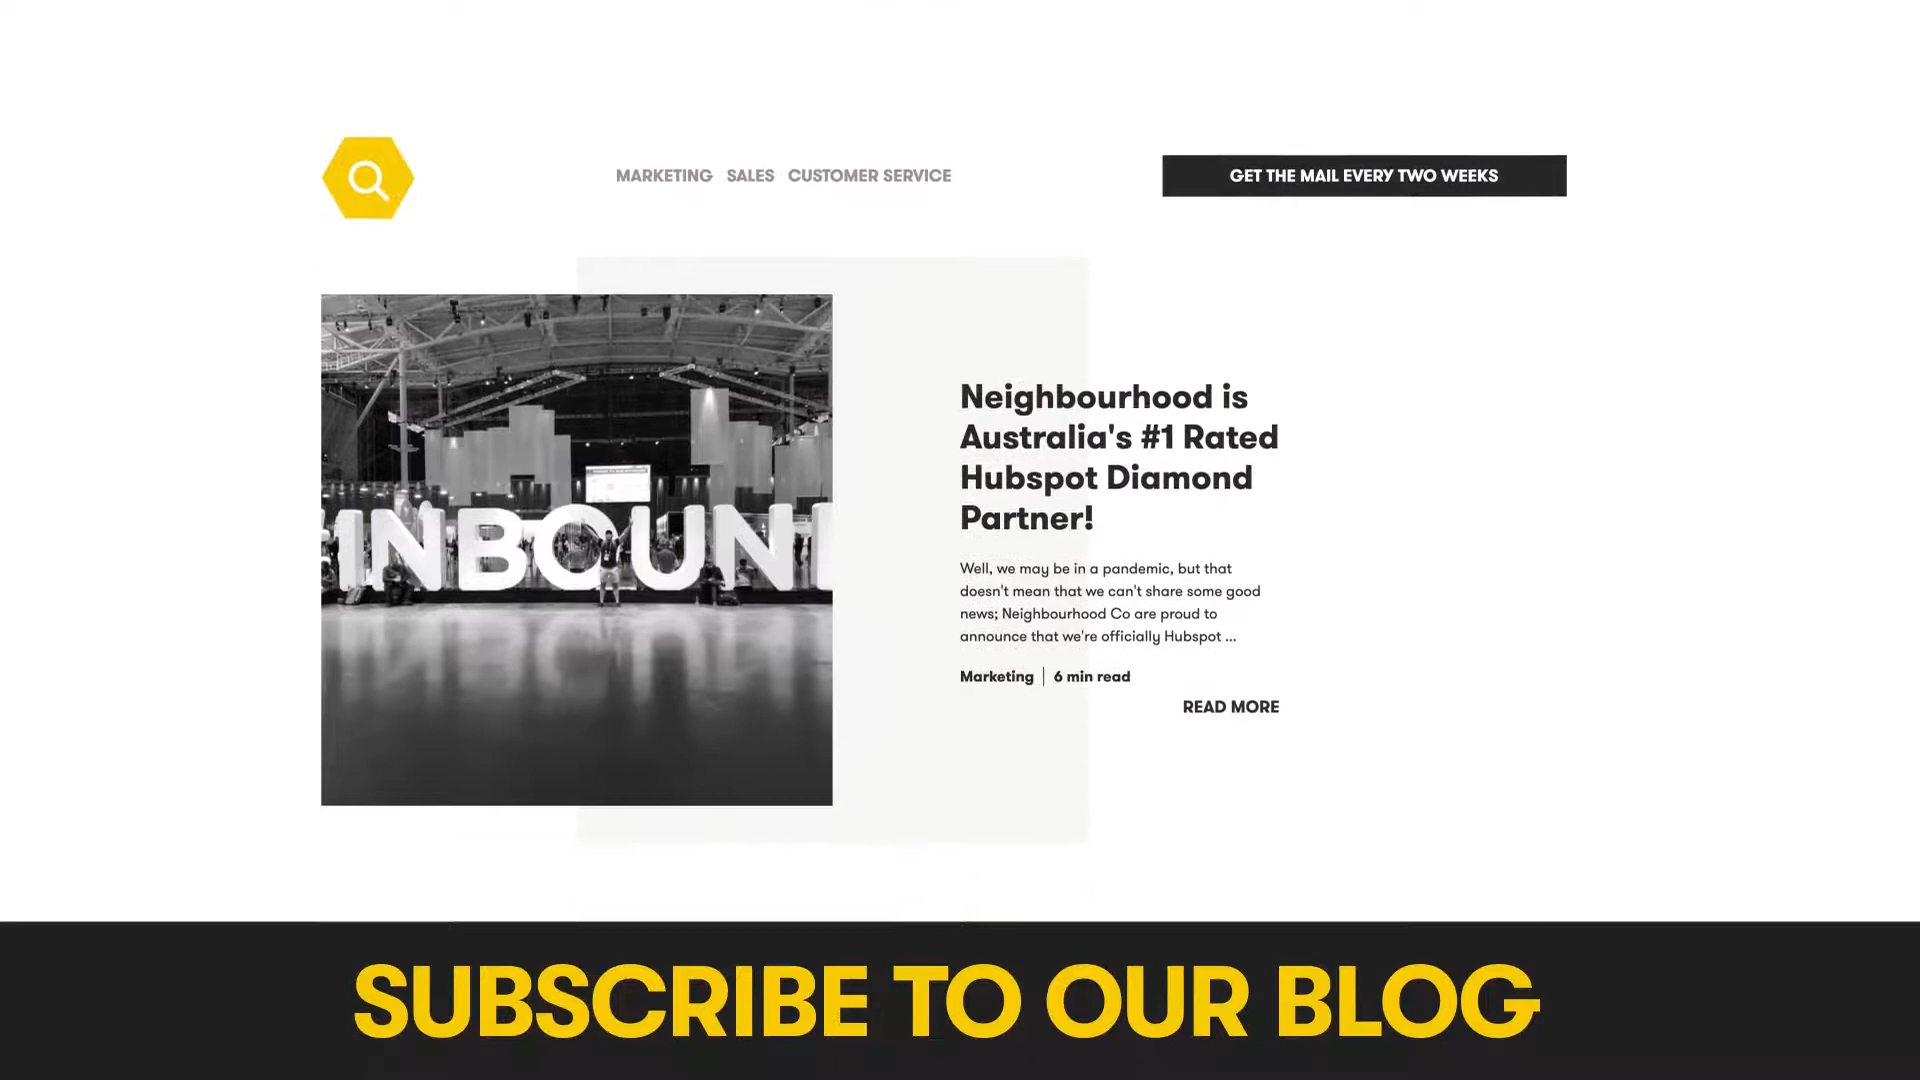 MARKETING SALES CUSTOMER SERVICE
GET THE MAIL EVERY TWO WEEKS
INBOUN
Neighbourhood is
Australia's #1 Rated
Hubspot Diamond
Partner!
Well, we may be in a pandemic, but that
doesn't mean that we can't share some good
news; Neighbourhood Co are proud to
announce that we're officially Hubspot ...
Marketing | 6 min read
READ MORE
SUBSCRIBE TO OUR BLOG